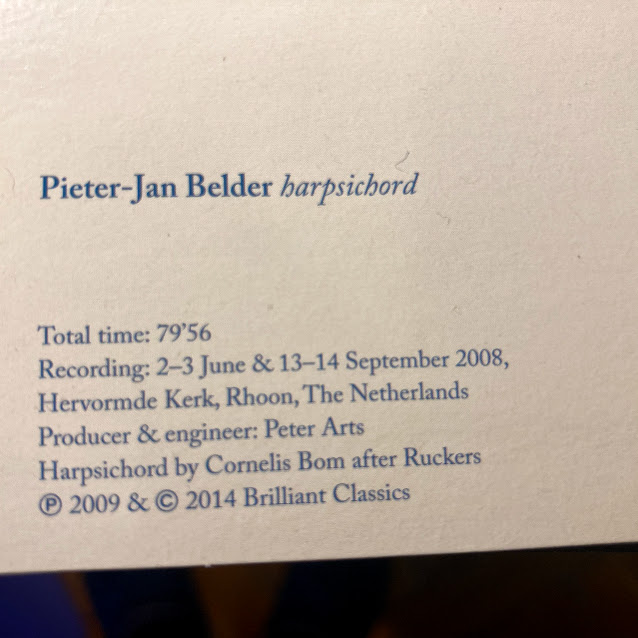 Pieter-Jan Belder harpsichord
Total time: 79'56
Recording: 2–3 June & 13–14 September 2008,
Hervormde Kerk, Rhoon, The Netherlands
Producer & engineer: Peter Arts
Harpsichord by Cornelis Bom after Ruckers
℗ 2009 & © 2014 Brilliant Classics